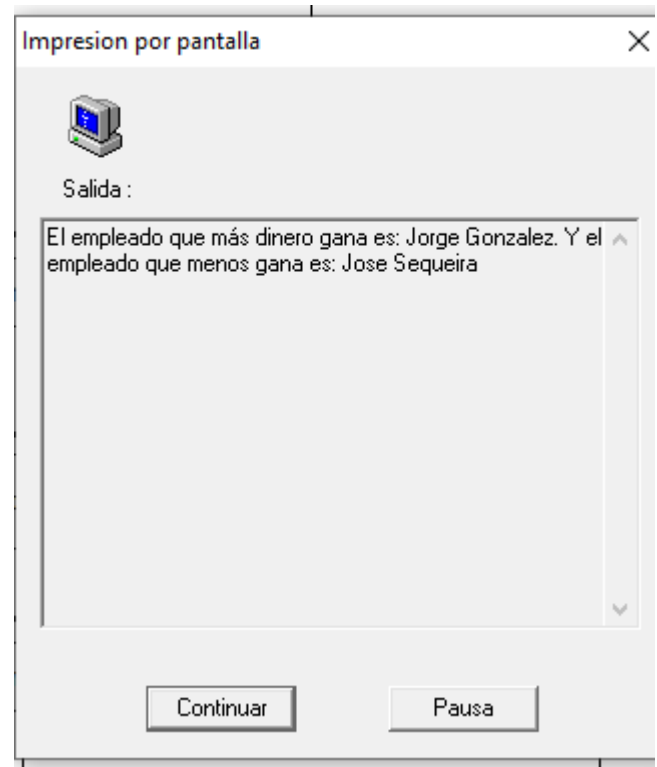 Impresion por pantalla
Salida :
El empleado que más dinero gana es: Jorge Gonzalez. Y el
empleado que menos gana es: Jose Sequeira
Continuar
Pausa